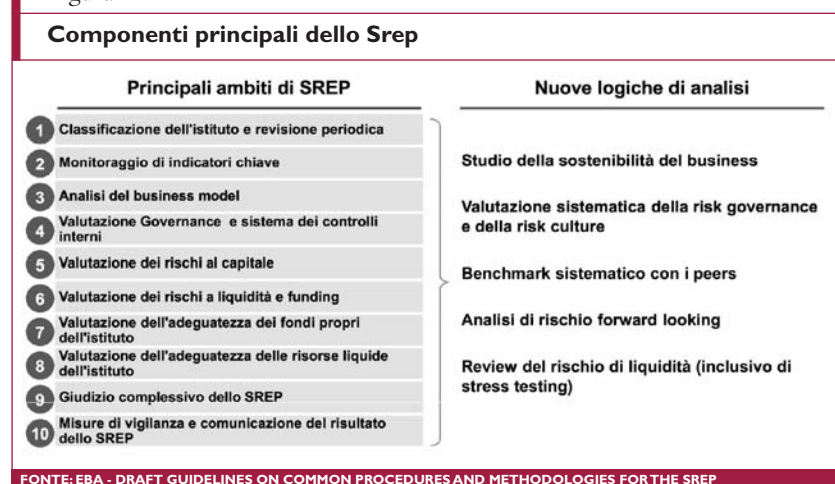 Componenti principali dello Srep
Principali ambiti di SREP
1 Classificazione dell'istituto e revisione periodica
2 Monitoraggio di indicatori chiave
3 Analisi del business model
4 Valutazione Governance e sistema dei controlli
interni
5 Valutazione dei rischi al capitale
6 Valutazione dei rischi a liquidità e funding
7 Valutazione dell'adeguatezza dei fondi propri
dell'istituto
8 Valutazione dell'adeguatezza delle risorse liquide
dell'istituto
9 Giudizio complessivo dello SREP
10 Misure di vigilanza e comunicazione del risultato
dello SREP
Nuove logiche di analisi
Studio della sostenibilità del business
Valutazione sistematica della risk governance
e della risk culture
Benchmark sistematico con i peers
Analisi di rischio forward looking
Review del rischio di liquidità (inclusivo di
stress testing)
FONTE: EBA - DRAFT GUIDELINES ON COMMON PROCEDURES AND METHODOLOGIES FOR THE SREP